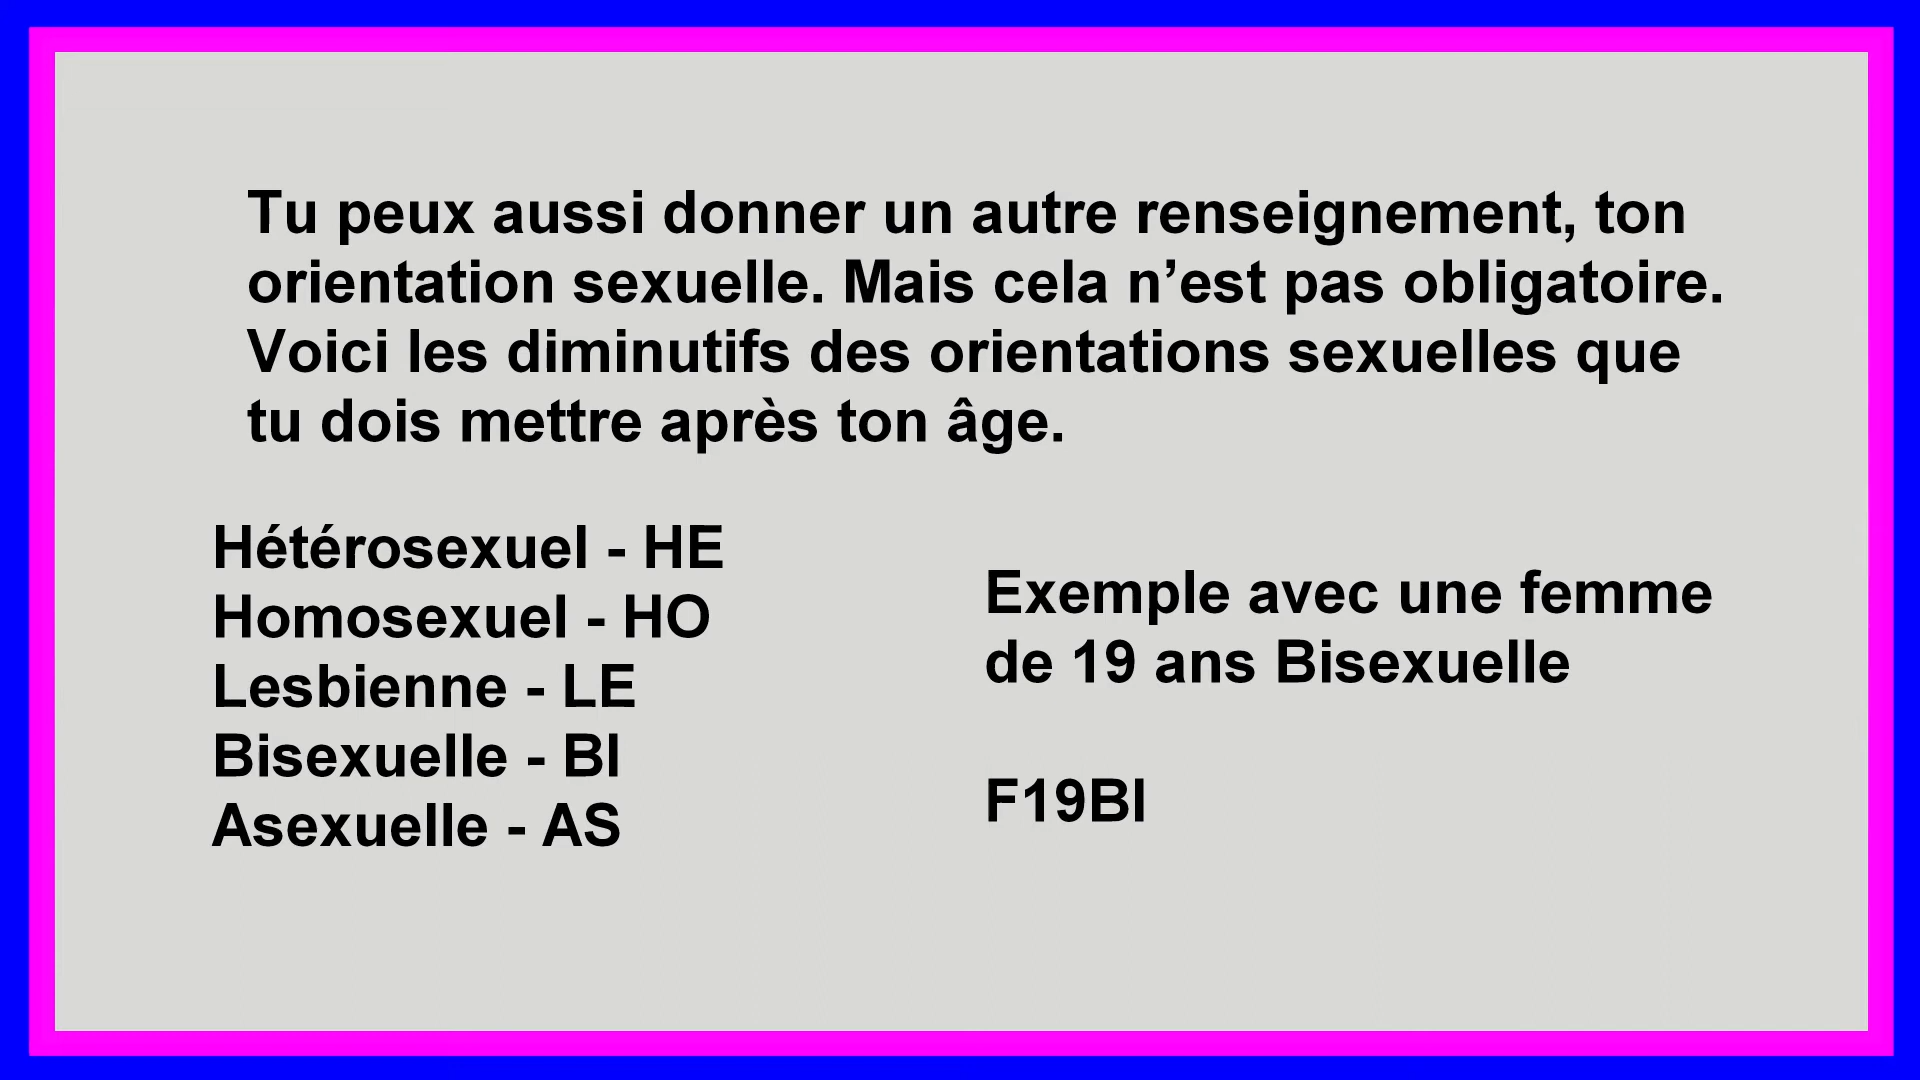 Tu peux aussi donner un autre renseignement, ton
orientation sexuelle. Mais cela n’est pas obligatoire.
Voici les diminutifs des orientations sexuelles que
tu dois mettre après ton âge.
Hétérosexuel - HE
Homosexuel - HO
Lesbienne - LE
Bisexuelle - BI
Asexuelle - AS
Exemple avec une femme
de 19 ans Bisexuelle
F19BI